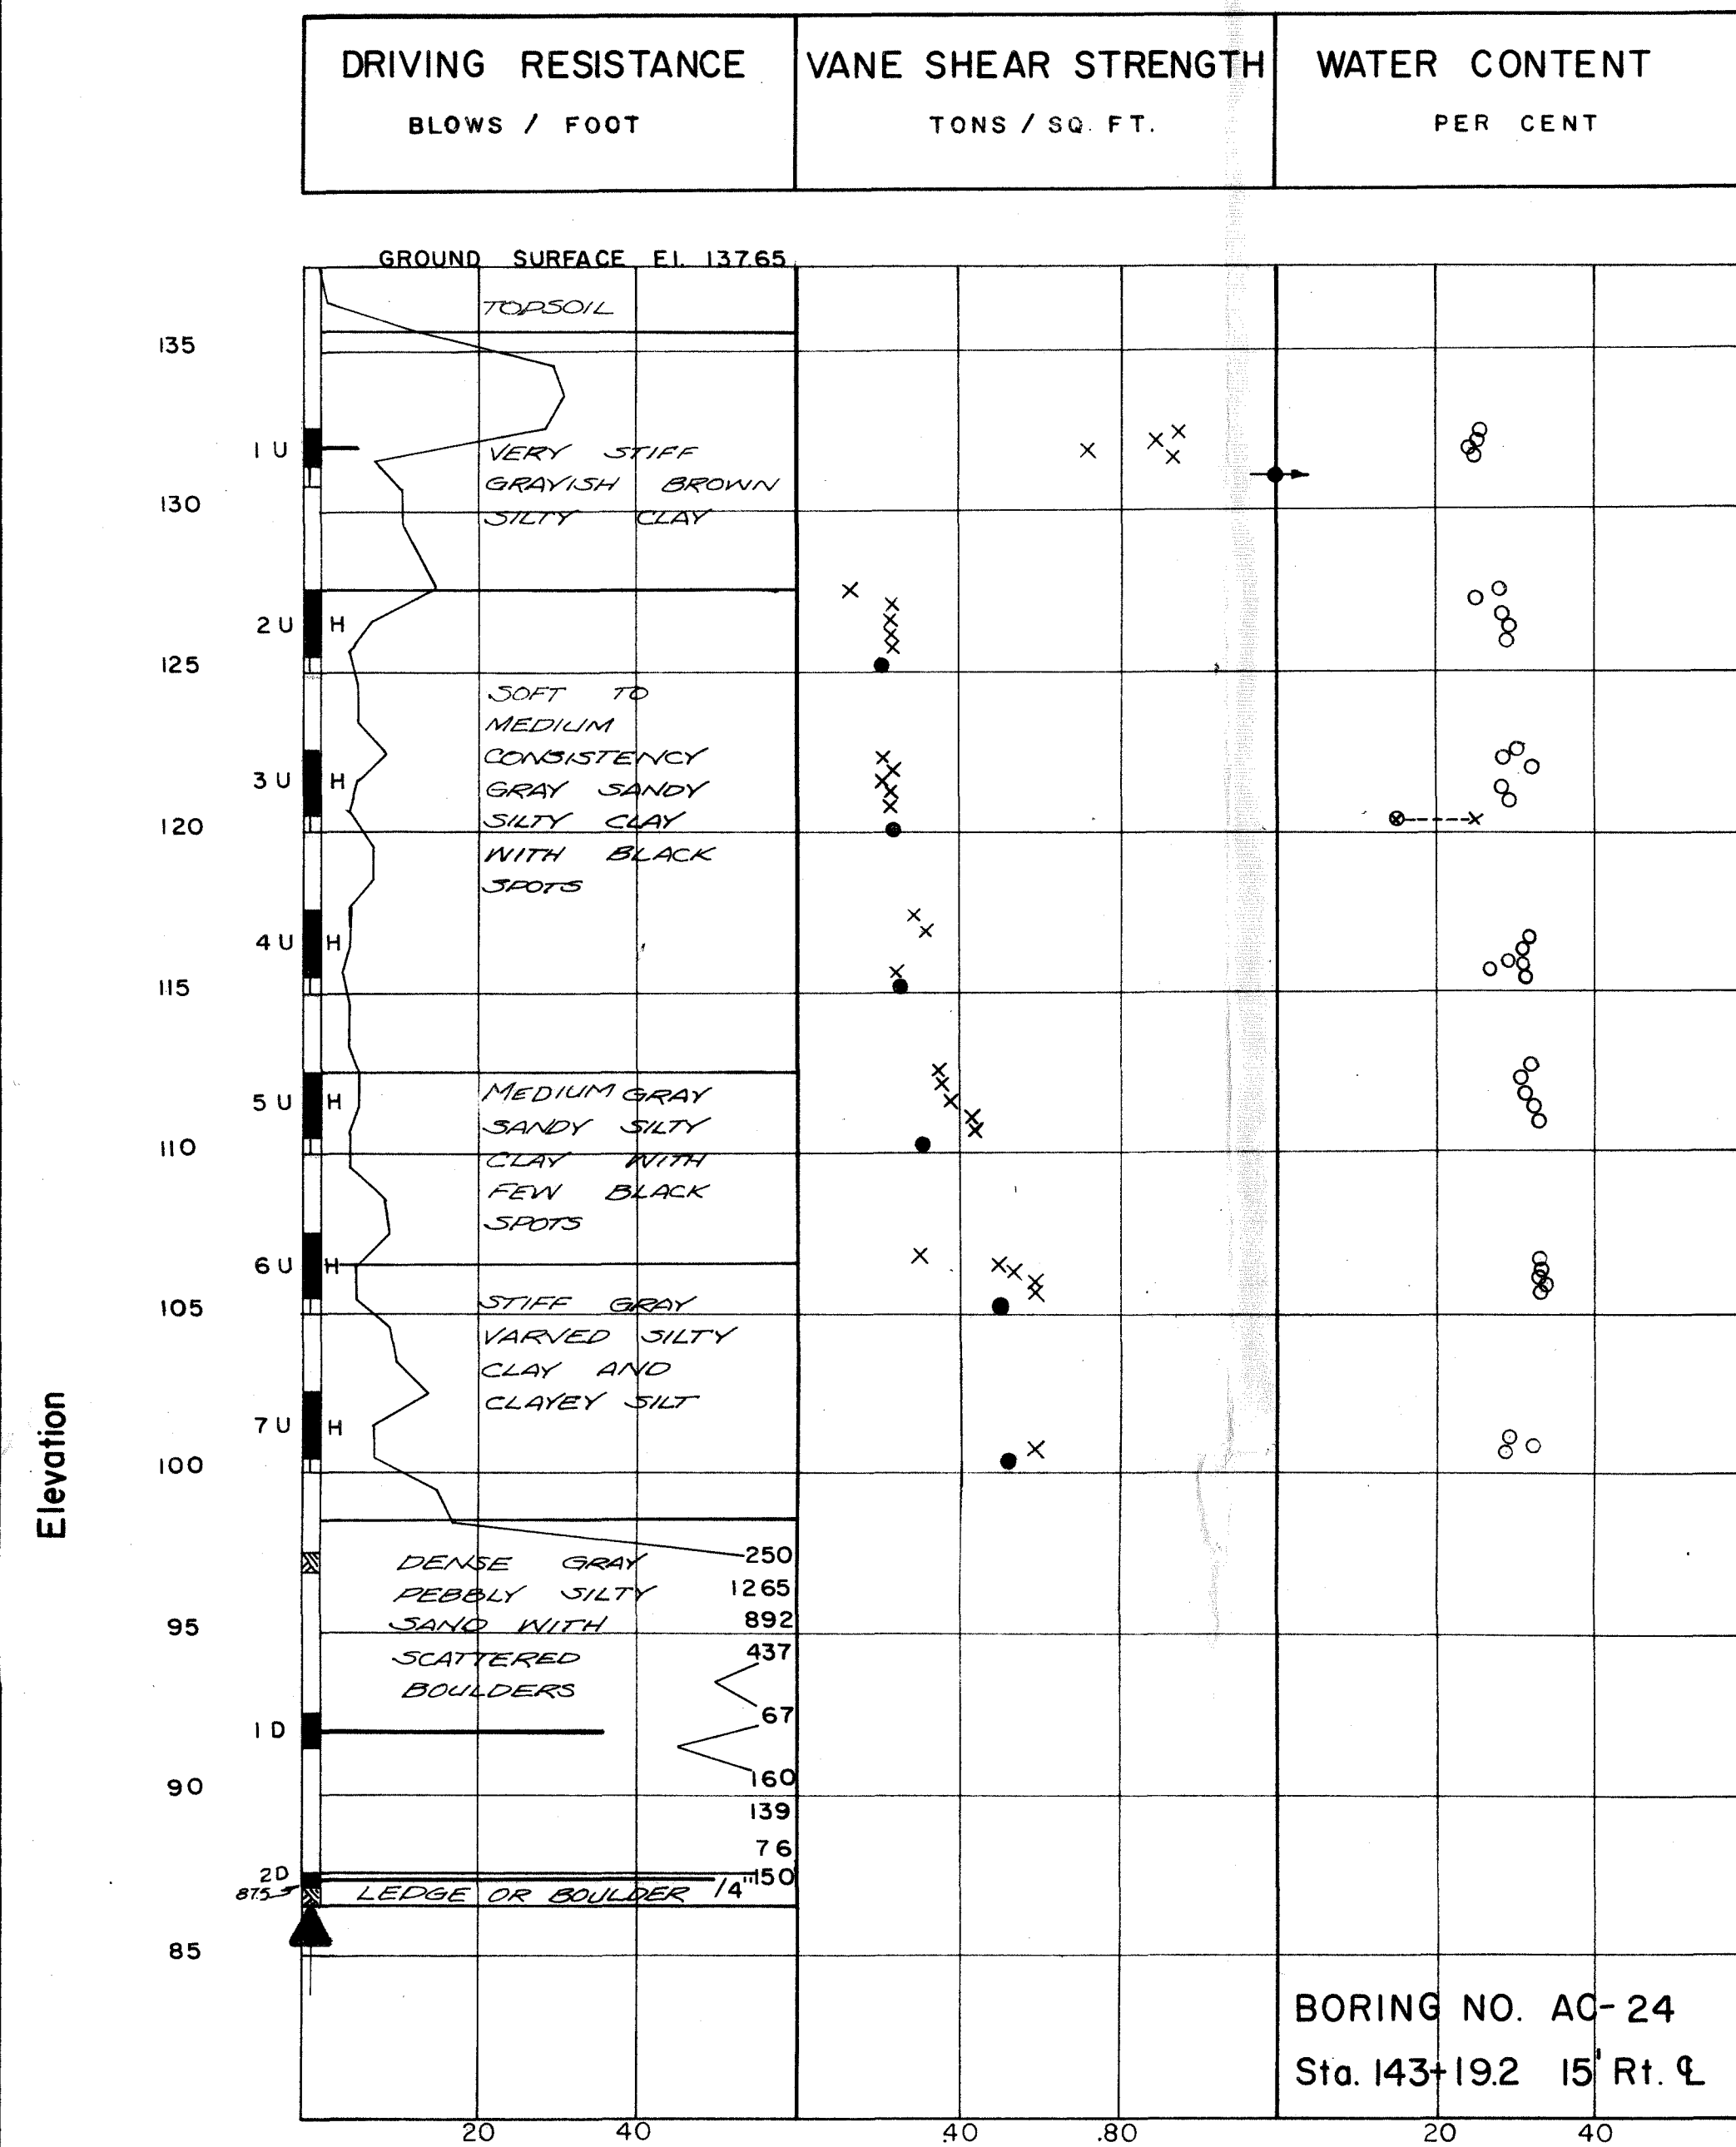 DRIVING RESISTANCE
BLOWS / FOOT
VANE SHEAR STRENGTH
TONS / SQ. FT.
WATER CONTENT
PER CENT
GROUND SURFACE El. 137.65
TOPSOIL
135
1 U
VERY STIFF
GRAYISH BROWN
SILTY CLAY
130
2 U H
125
SOFT TO
MEDIUM
CONSISTENCY
GRAY SANDY
SILTY CLAY
WITH BLACK
SPOTS
3 U H
120
4 U H
115
5 U H
MEDIUM GRAY
SANDY SILTY
CLAY WITH
FEW BLACK
SPOTS
110
6 U H
105
STIFF GRAY
VARVED SILTY
CLAY AND
CLAYEY SILT
7 U H
100
Elevation
DENSE GRAY
PEBBLY SILTY
SAND WITH
SCATTERED
BOULDERS
250
1265
892
437
67
160
139
76
150
95
1 D
90
2D
87.5
LEDGE OR BOULDER /4"
85
BORING NO. AC-24
Sta. 143+19.2 15' Rt. ℄
20 40
.40 .80
20 40